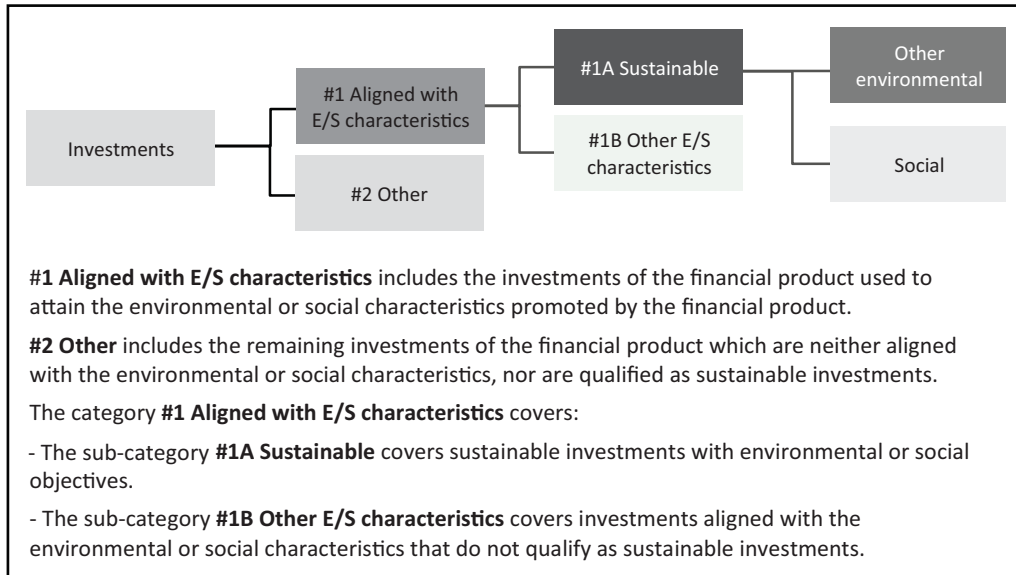 Investments
#1 Aligned with
E/S characteristics
#2 Other
#1A Sustainable
#1B Other E/S
characteristics
Other
environmental
Social
#1 Aligned with E/S characteristics includes the investments of the financial product used to
attain the environmental or social characteristics promoted by the financial product.
#2 Other includes the remaining investments of the financial product which are neither aligned
with the environmental or social characteristics, nor are qualified as sustainable investments.
The category #1 Aligned with E/S characteristics covers:
- The sub-category #1A Sustainable covers sustainable investments with environmental or social
objectives.
- The sub-category #1B Other E/S characteristics covers investments aligned with the
environmental or social characteristics that do not qualify as sustainable investments.